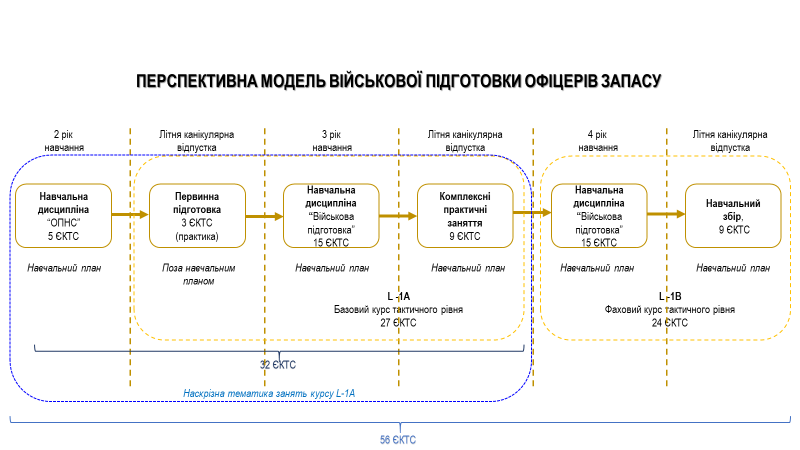 ПЕРСПЕКТИВНА МОДЕЛЬ ВІЙСЬКОВОЇ ПІДГОТОВКИ ОФІЦЕРІВ ЗАПАСУ
2 рік
навчання
Літня канікулярна
відпустка
3 рік
навчання
Літня канікулярна
відпустка
4 рік
навчання
Літня канікулярна
відпустка
Навчальна
дисципліна
“ОПНС”
5 ЄКТС
Первинна
підготовка
3 ЄКТС
(практика)
Навчальна
дисципліна
“Військова
підготовка”
15 ЄКТС
Комплексні
практичні
заняття
9 ЄКТС
Навчальна
дисципліна
“Військова
підготовка”
15 ЄКТС
Навчальний
збір,
9 ЄКТС
Навчальний план
Поза навчальним
планом
Навчальний план
Навчальний план
Навчальний план
Навчальний план
L -1A
Базовий курс тактичного рівня
27 ЄКТС
L -1B
Фаховий курс тактичного рівня
24 ЄКТС
32 ЄКТС
Наскрізна тематика занять курсу L-1A
56 ЄКТС